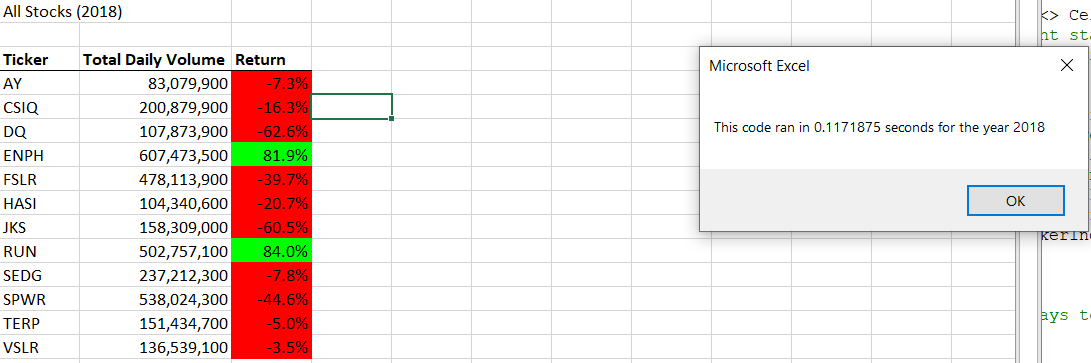 All Stocks (2018)
Ticker Total Daily Volume Return
AY 83,079,900 -7.3%
CSIQ 200,879,900 -16.3%
DQ 107,873,900 -62.6%
ENPH 607,473,500 81.9%
FSLR 478,113,900 -39.7%
HASI 104,340,600 -20.7%
JKS 158,309,000 -60.5%
RUN 502,757,100 84.0%
SEDG 237,212,300 -7.8%
SPWR 538,024,300 -44.6%
TERP 151,434,700 -5.0%
VSLR 136,539,100 -3.5%
Microsoft Excel
This code ran in 0.1171875 seconds for the year 2018
OK
<> Ce